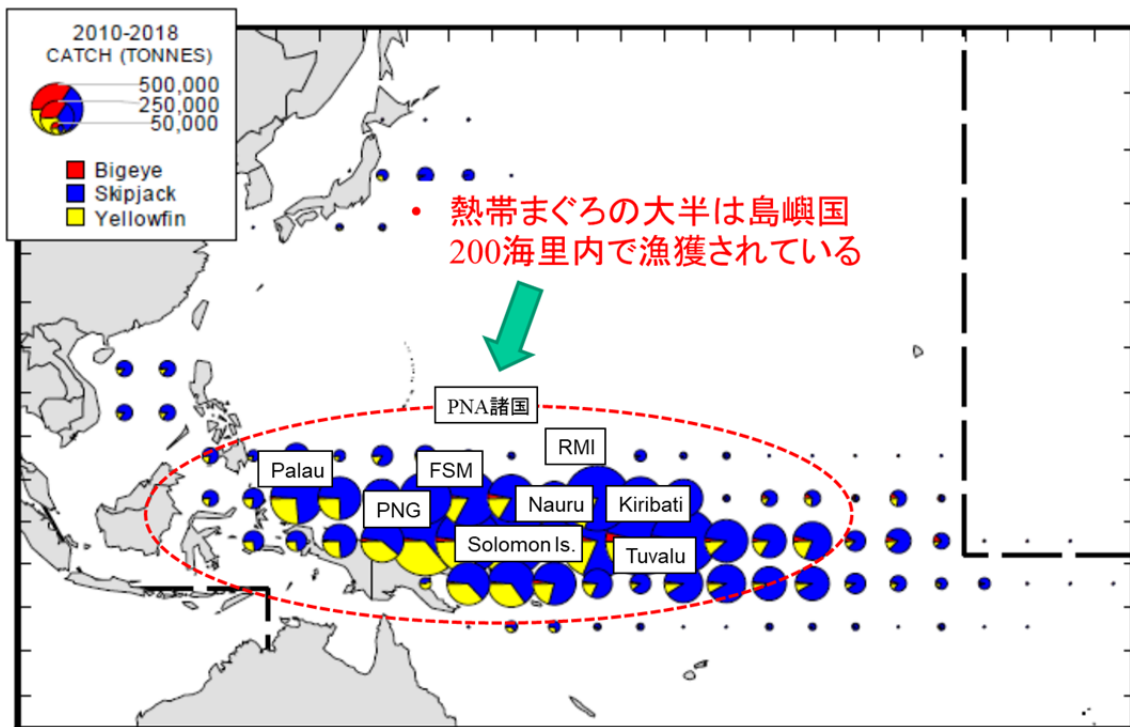 2010-2018
CATCH (TONNES)
500,000
250,000
50,000
Bigeye
Skipjack
Yellowfin
• 熱帯まぐろの大半は島嶼国
200海里内で漁獲されている
PNA諸国
RMI
Palau
FSM
PNG
Nauru
Kiribati
Solomon Is.
Tuvalu